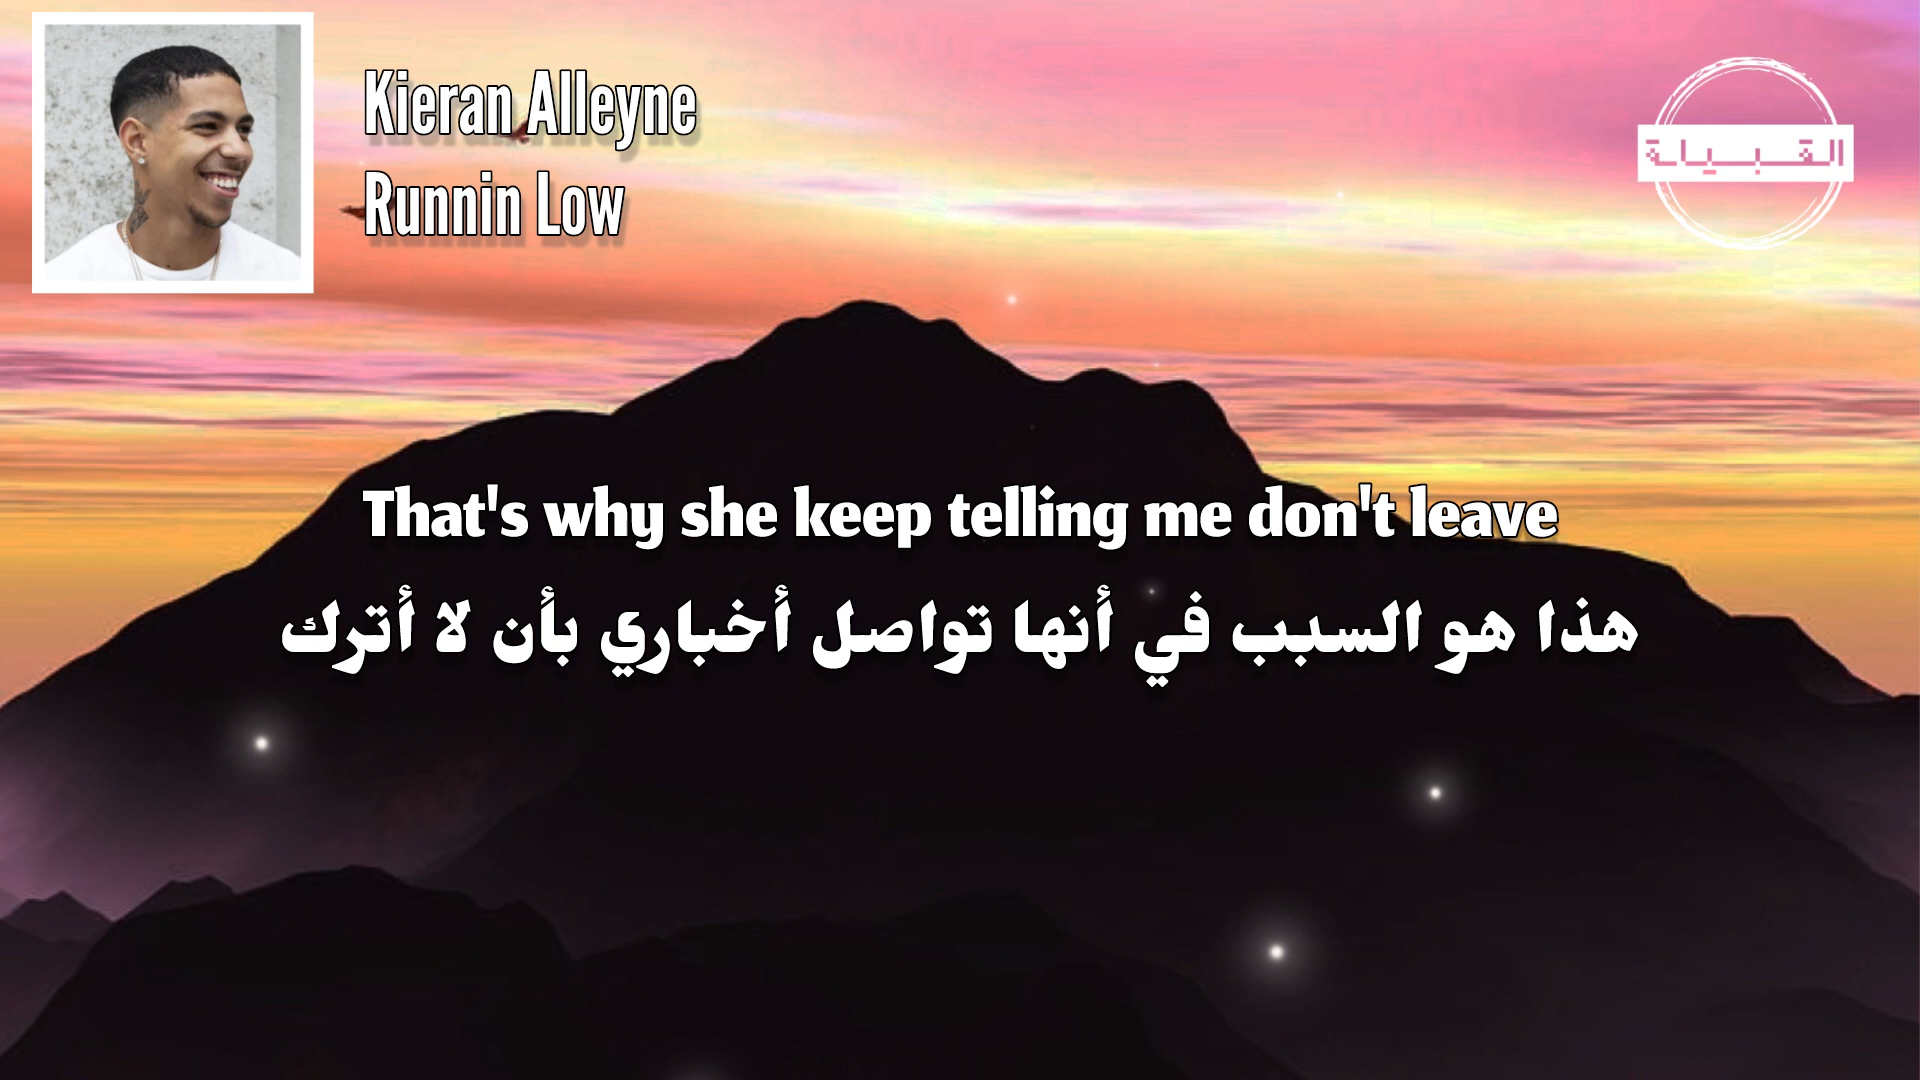 Kieran Alleyne
Runnin Low
القبيلة
That's why she keep telling me don't leave
هذا هو السبب في أنها تواصل أخباري بأن لا أترك